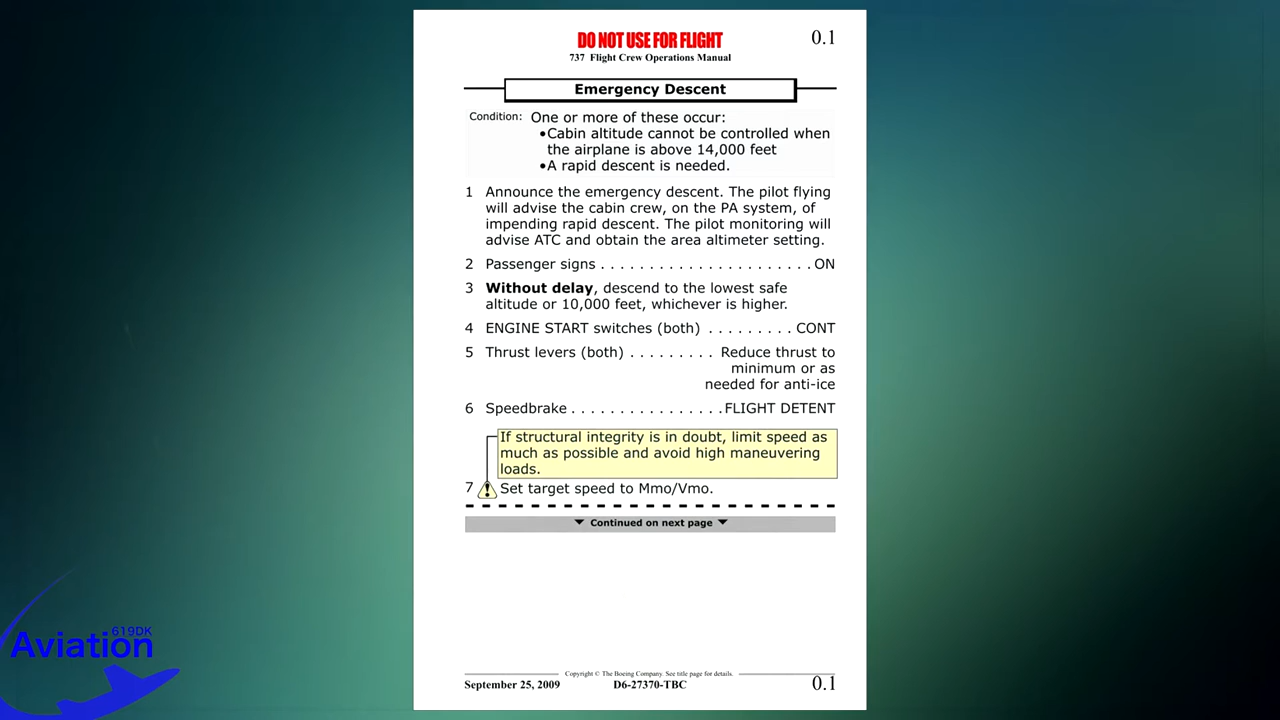 DO NOT USE FOR FLIGHT
0.1
737 Flight Crew Operations Manual
Emergency Descent
Condition: One or more of these occur:
•Cabin altitude cannot be controlled when
the airplane is above 14,000 feet
•A rapid descent is needed.
1 Announce the emergency descent. The pilot flying
will advise the cabin crew, on the PA system, of
impending rapid descent. The pilot monitoring will
advise ATC and obtain the area altimeter setting.
2 Passenger signs . . . . . . . . . . . . . . . . . . . . . . ON
3 Without delay, descend to the lowest safe
altitude or 10,000 feet, whichever is higher.
4 ENGINE START switches (both) . . . . . . . . . CONT
5 Thrust levers (both) . . . . . . . . . Reduce thrust to
minimum or as
needed for anti-ice
6 Speedbrake . . . . . . . . . . . . . . . . FLIGHT DETENT
If structural integrity is in doubt, limit speed as
much as possible and avoid high maneuvering
loads.
7 Set target speed to Mmo/Vmo.
Continued on next page
Copyright © The Boeing Company. See title page for details.
September 25, 2009 D6-27370-TBC 0.1
619DK
Aviation